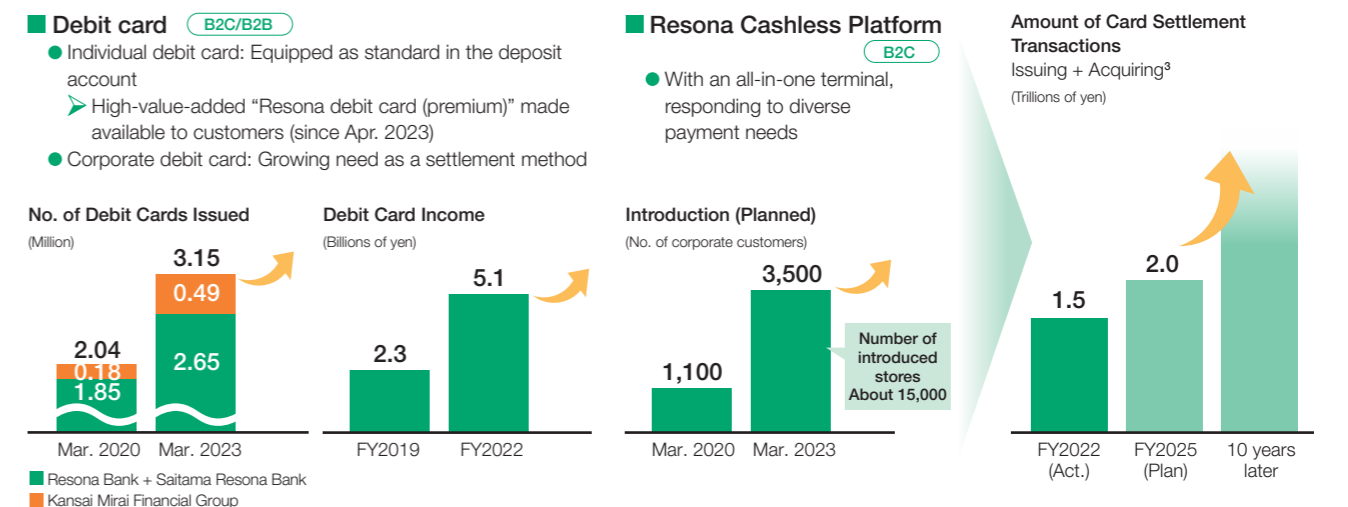 Debit card B2C/B2B
Individual debit card: Equipped as standard in the deposit
account
High-value-added “Resona debit card (premium)” made
available to customers (since Apr. 2023)
Corporate debit card: Growing need as a settlement method
No. of Debit Cards Issued
(Million)
3.15
0.49
2.65
2.04
0.18
1.85
Mar. 2020 Mar. 2023
Resona Bank + Saitama Resona Bank
Kansai Mirai Financial Group
Debit Card Income
(Billions of yen)
5.1
2.3
FY2019 FY2022
Resona Cashless Platform
B2C
With an all-in-one terminal,
responding to diverse
payment needs
Introduction (Planned)
(No. of corporate customers)
3,500
1,100
Number of
introduced
stores
About 15,000
Mar. 2020 Mar. 2023
Amount of Card Settlement
Transactions
Issuing + Acquiring³
(Trillions of yen)
2.0
1.5
FY2022 FY2025 10 years
(Act.) (Plan) later